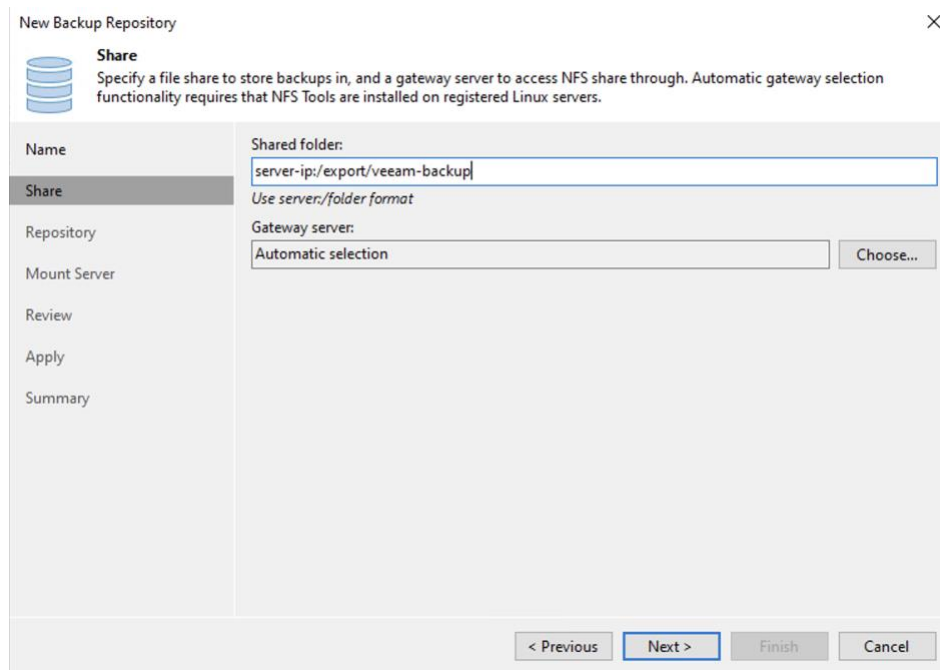 New Backup Repository
Share
Specify a file share to store backups in, and a gateway server to access NFS share through. Automatic gateway selection
functionality requires that NFS Tools are installed on registered Linux servers.
Name
Share
Repository
Mount Server
Review
Apply
Summary
Shared folder:
server-ip:/export/veeam-backup
Use server:/folder format
Gateway server:
Automatic selection
Choose...
< Previous
Next >
Finish
Cancel